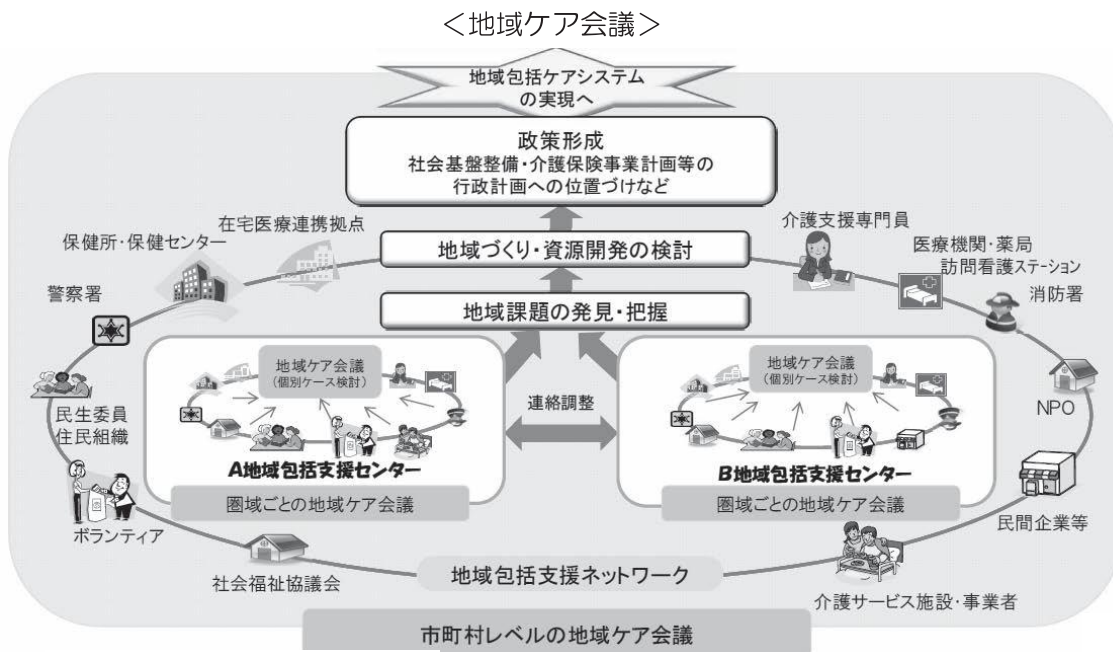 ＜地域ケア会議＞
地域包括ケアシステム
の実現へ
政策形成
社会基盤整備・介護保険事業計画等の
行政計画への位置づけなど
在宅医療連携拠点
保健所・保健センター
介護支援専門員
医療機関・薬局
訪問看護ステーション
地域づくり・資源開発の検討
警察署
消防署
地域課題の発見・把握
地域ケア会議
（個別ケース検討）
地域ケア会議
（個別ケース検討）
連絡調整
民生委員
住民組織
NPO
A地域包括支援センター
B地域包括支援センター
圏域ごとの地域ケア会議
圏域ごとの地域ケア会議
ボランティア
民間企業等
社会福祉協議会
地域包括支援ネットワーク
介護サービス施設・事業者
市町村レベルの地域ケア会議